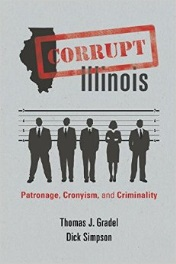 CORRUPT
Illinois
Patronage, Cronyism, and Criminality
Thomas J. Gradel
Dick Simpson